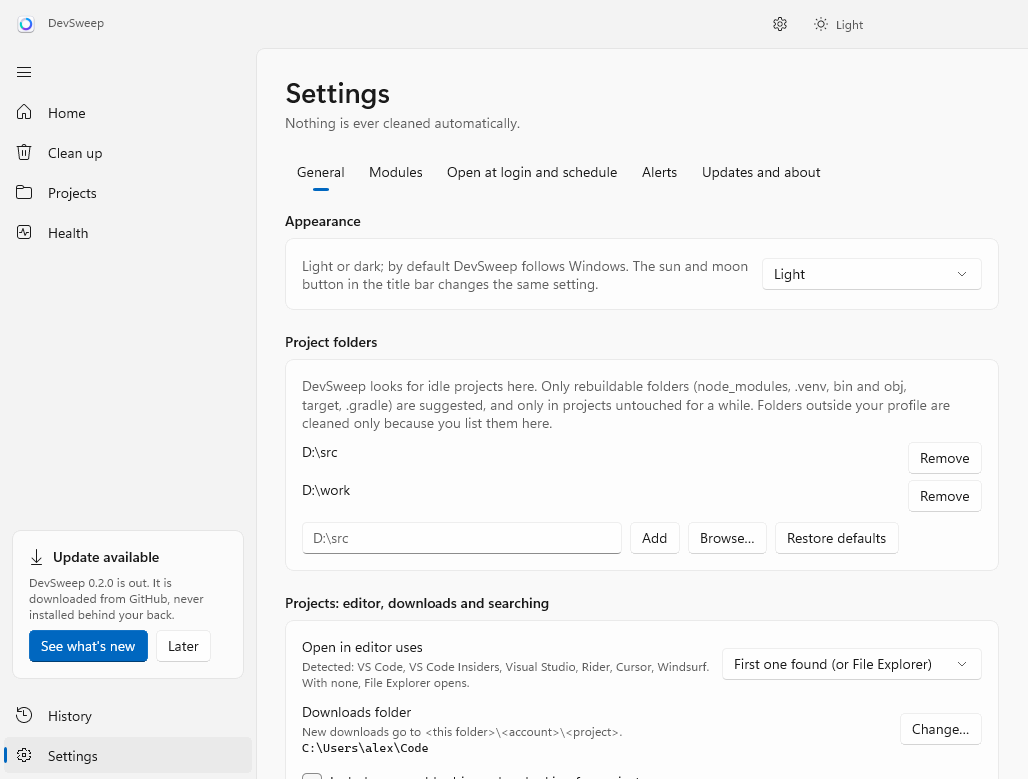 DevSweep
Light
Home
Clean up
Projects
Health
Update available
DevSweep 0.2.0 is out. It is
downloaded from GitHub, never
installed behind your back.
See what's new
Later
History
Settings
Settings
Nothing is ever cleaned automatically.
General
Modules
Open at login and schedule
Alerts
Updates and about
Appearance
Light or dark; by default DevSweep follows Windows. The sun and moon
button in the title bar changes the same setting.
Light
Project folders
DevSweep looks for idle projects here. Only rebuildable folders (node_modules, .venv, bin and obj,
target, .gradle) are suggested, and only in projects untouched for a while. Folders outside your profile are
cleaned only because you list them here.
D:\src
Remove
D:\work
Remove
D:\src
Add
Browse...
Restore defaults
Projects: editor, downloads and searching
Open in editor uses
Detected: VS Code, VS Code Insiders, Visual Studio, Rider, Cursor, Windsurf.
With none, File Explorer opens.
First one found (or File Explorer)
Downloads folder
New downloads go to <this folder>\<account>\<project>.
C:\Users\alex\Code
Change...